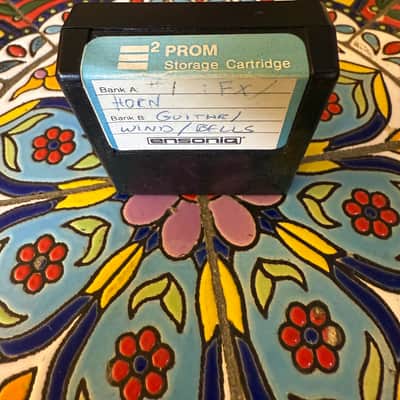 E² PROM
Storage Cartridge
Bank A #1 : FX/
HORN
Bank B GUITAR/
WIND/BELLS
ensoniq